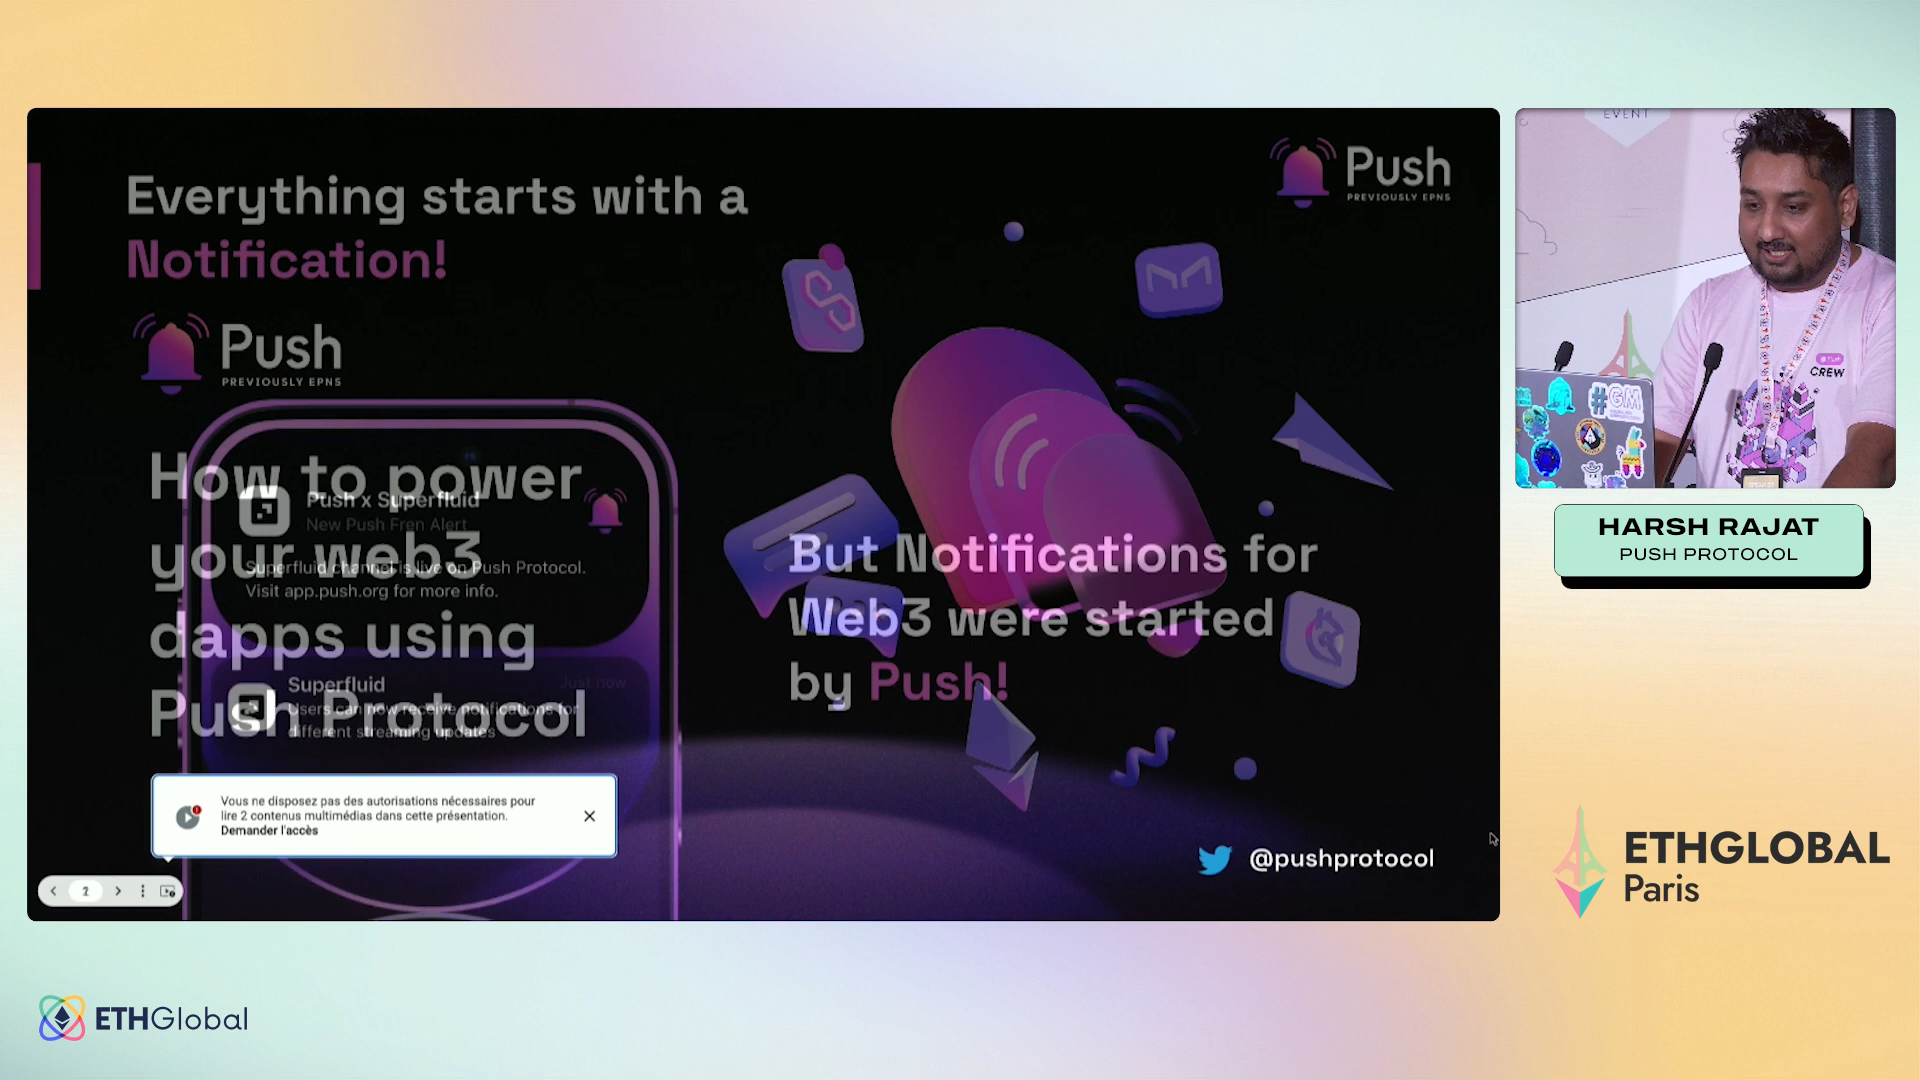 Everything starts with a
Notification!
Push
PREVIOUSLY EPNS
Push
PREVIOUSLY EPNS
How to power
your web3
dapps using
Push Protocol
Push x Superfluid
New Push Fren Alert
Superfluid channel is live on Push Protocol.
Visit app.push.org for more info.
Superfluid
Just now
Users can now receive notifications for
different streaming updates
But Notifications for
Web3 were started
by Push!
Vous ne disposez pas des autorisations nécessaires pour
lire 2 contenus multimédias dans cette présentation.
Demander l'accès
2
@pushprotocol
EVENT
Push
CREW
#GM
HARSH RAJAT
PUSH PROTOCOL
ETHGLOBAL
Paris
ETHGlobal